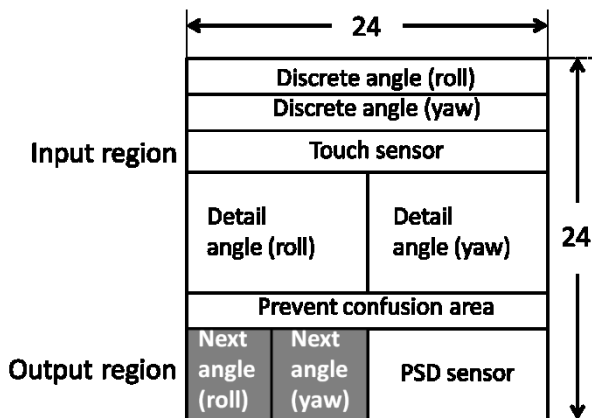 24
Discrete angle (roll)
Discrete angle (yaw)
Input region
Touch sensor
Detail
angle (roll)
Detail
angle (yaw)
24
Prevent confusion area
Output region
Next
angle
(roll)
Next
angle
(yaw)
PSD sensor